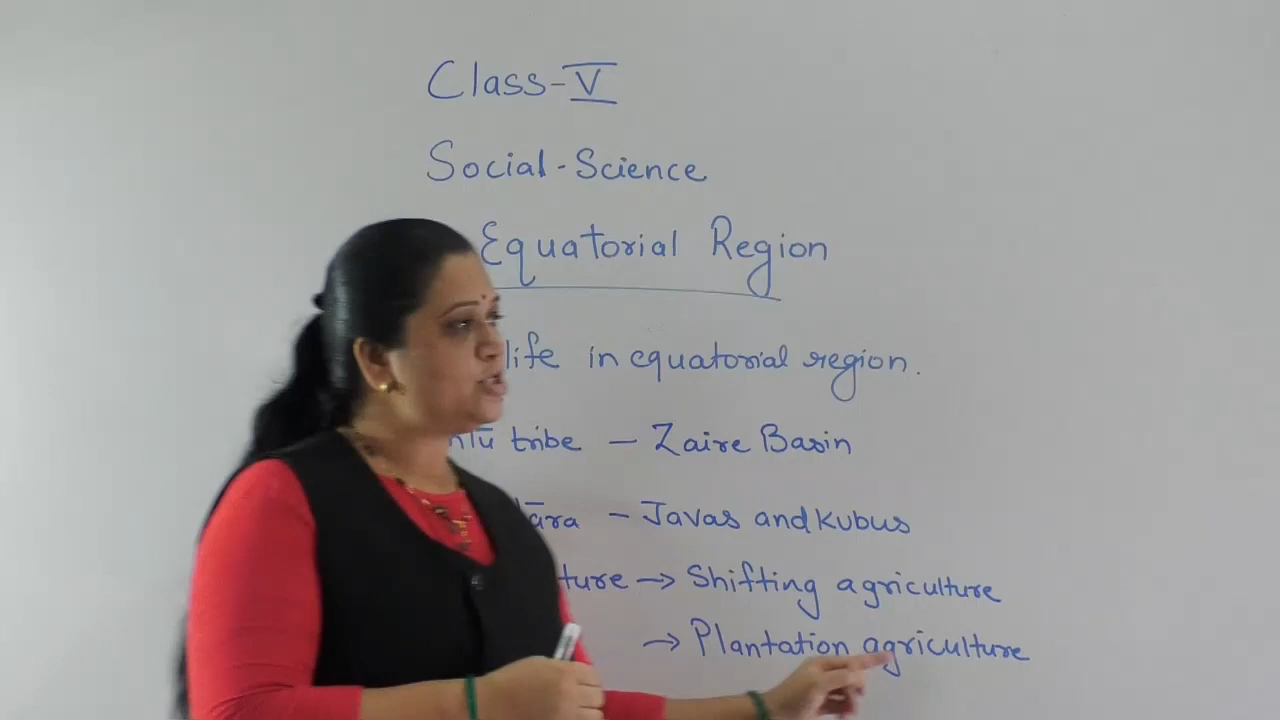 Class-V
Social-Science
Equatorial Region
life in equatorial region.
tribe - Zaire Basin
- Javas and Kubus
→ Shifting agriculture
→ Plantation agriculture